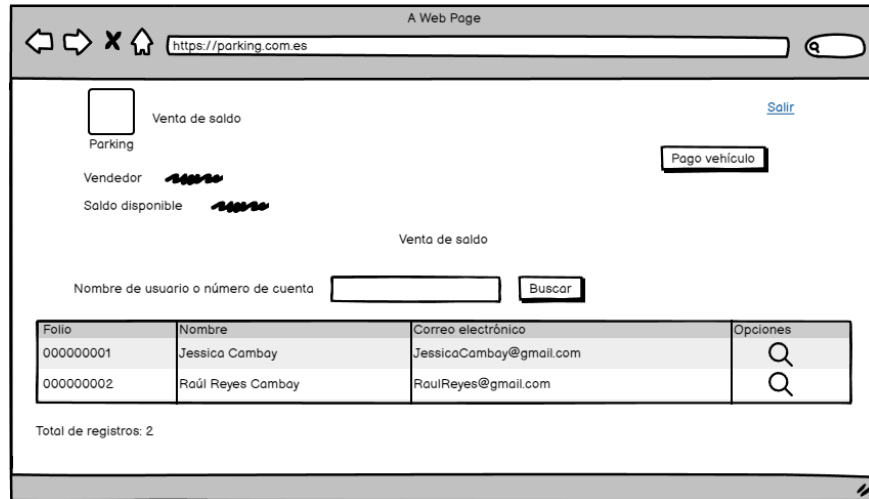 A Web Page
https://parking.com.es
Venta de saldo
Salir
Parking
Pago vehículo
Vendedor
Saldo disponible
Venta de saldo
Nombre de usuario o número de cuenta Buscar
Folio Nombre Correo electrónico Opciones
000000001 Jessica Cambay JessicaCambay@gmail.com
000000002 Raúl Reyes Cambay RaulReyes@gmail.com
Total de registros: 2